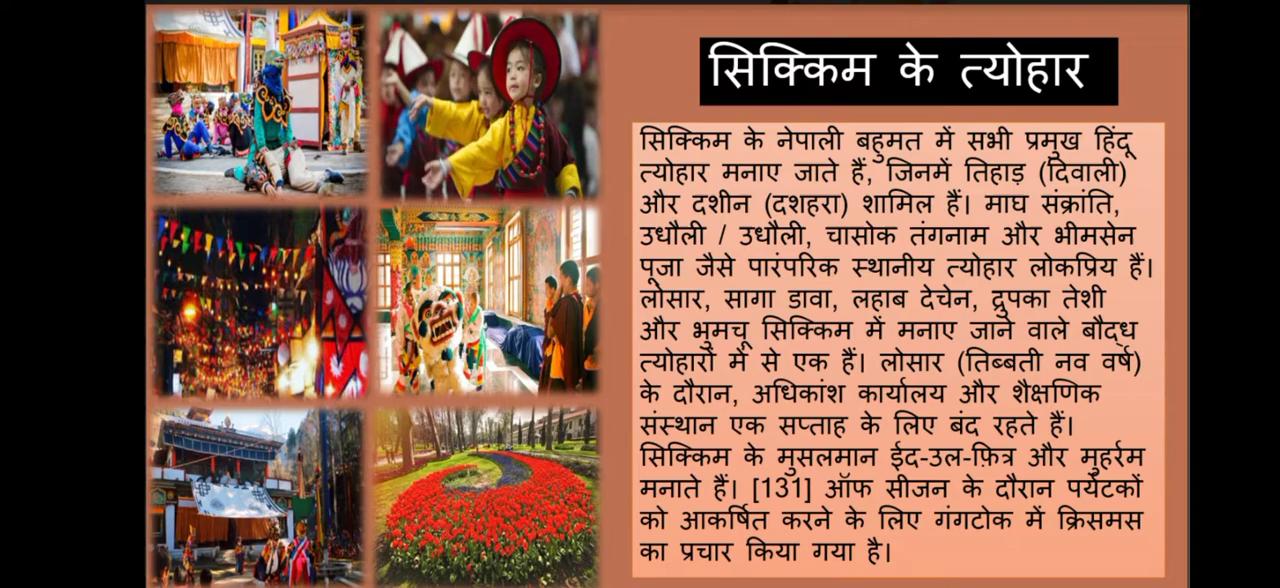 सिक्किम के त्योहार
सिक्किम के नेपाली बहुमत में सभी प्रमुख हिंदू
त्योहार मनाए जाते हैं, जिनमें तिहाड़ (दिवाली)
और दशीन (दशहरा) शामिल हैं। माघ संक्रांति,
उधौली / उधौली, चासोक तंगनाम और भीमसेन
पूजा जैसे पारंपरिक स्थानीय त्योहार लोकप्रिय हैं।
लोसार, सागा डावा, लहाब देचेन, द्रुपका तेशी
और भुमचू सिक्किम में मनाए जाने वाले बौद्ध
त्योहारों में से एक हैं। लोसार (तिब्बती नव वर्ष)
के दौरान, अधिकांश कार्यालय और शैक्षणिक
संस्थान एक सप्ताह के लिए बंद रहते हैं।
सिक्किम के मुसलमान ईद-उल-फ़ित्र और मुहर्रम
मनाते हैं। [131] ऑफ सीजन के दौरान पर्यटकों
को आकर्षित करने के लिए गंगटोक में क्रिसमस
का प्रचार किया गया है।